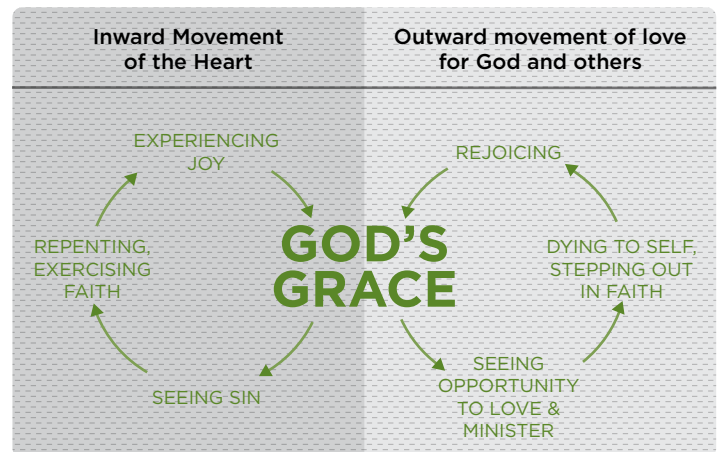 Inward Movement
of the Heart
Outward movement of love
for God and others
EXPERIENCING
JOY
REPENTING,
EXERCISING
FAITH
SEEING SIN
GOD’S
GRACE
REJOICING
DYING TO SELF,
STEPPING OUT
IN FAITH
SEEING
OPPORTUNITY
TO LOVE &
MINISTER